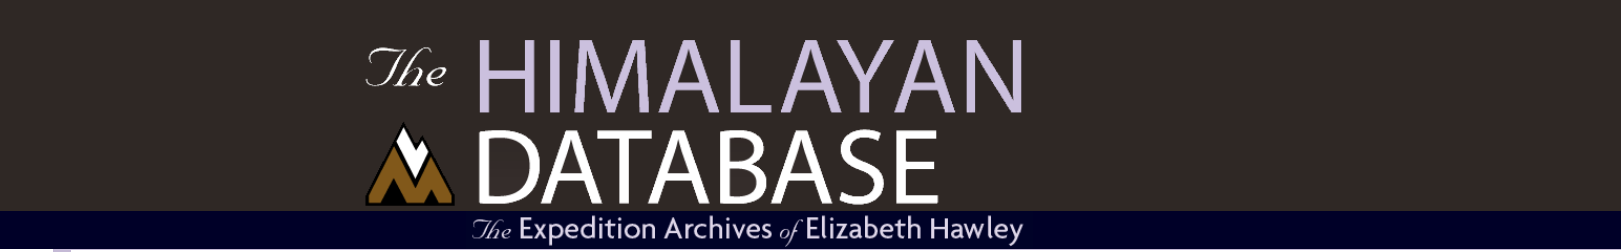 The HIMALAYAN
DATABASE
The Expedition Archives of Elizabeth Hawley